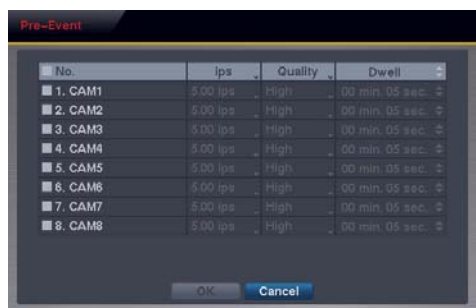 Pre-Event
No. ips Quality Dwell
1. CAM1 5.00 ips High 00 min. 05 sec.
2. CAM2 5.00 ips High 00 min. 05 sec.
3. CAM3 5.00 ips High 00 min. 05 sec.
4. CAM4 5.00 ips High 00 min. 05 sec.
5. CAM5 5.00 ips High 00 min. 05 sec.
6. CAM6 5.00 ips High 00 min. 05 sec.
7. CAM7 5.00 ips High 00 min. 05 sec.
8. CAM8 5.00 ips High 00 min. 05 sec.
OK Cancel